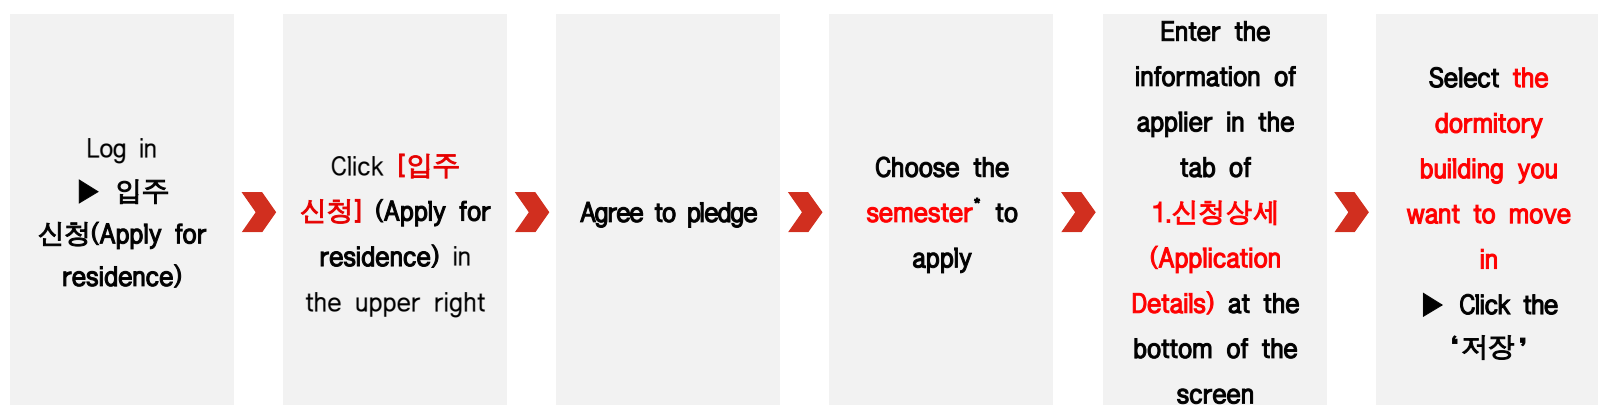 Log in
▶ 입주
신청(Apply for
residence)
Click [입주
신청] (Apply for
residence) in
the upper right
Agree to pledge
Choose the
semester* to
apply
Enter the
information of
applier in the
tab of
1.신청상세
(Application
Details) at the
bottom of the
screen
Select the
dormitory
building you
want to move
in
▶ Click the
‘저장’